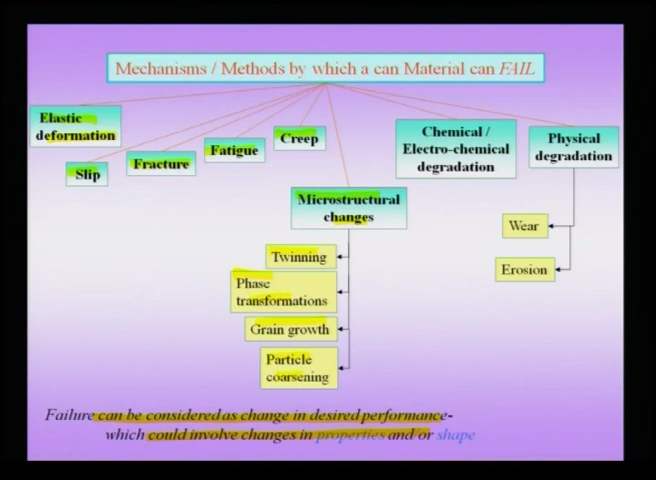 Mechanisms / Methods by which a can Material can FAIL
Elastic
deformation
Slip
Fracture
Fatigue
Creep
Chemical /
Electro-chemical
degradation
Physical
degradation
Microstructural
changes
Twinning
Phase
transformations
Grain growth
Particle
coarsening
Wear
Erosion
Failure can be considered as change in desired performance-
which could involve changes in properties and/or shape